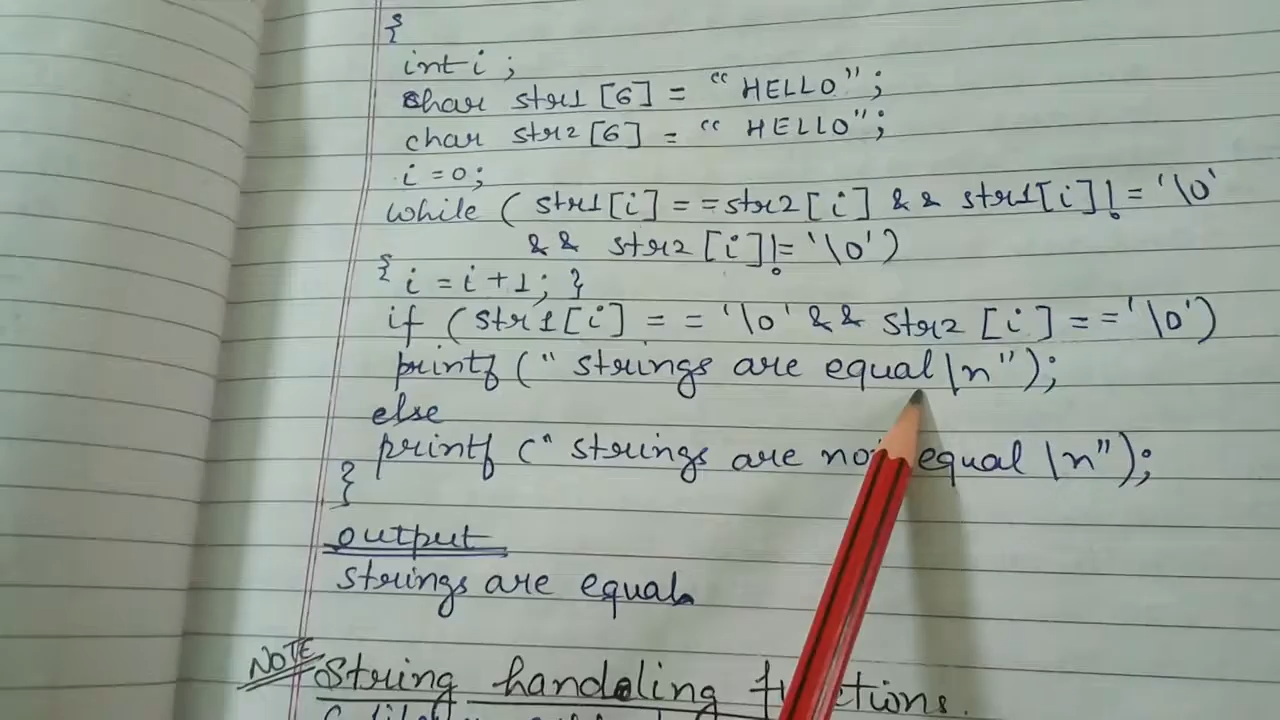 {
int i ;
char str1 [6] = “ HELLO ”;
char str2 [6] = “ HELLO ”;
i = 0;
while ( str1[i] = = str2 [i] && str1[i] != '\0'
&& str2 [i] != '\0')
{ i = i + 1; }
if ( str1[i] = = '\0' && str2 [i] = = '\0')
printf (" strings are equal \n");
else
printf (" strings are not equal \n");
}
output
strings are equal.
NOTE String handling functions.